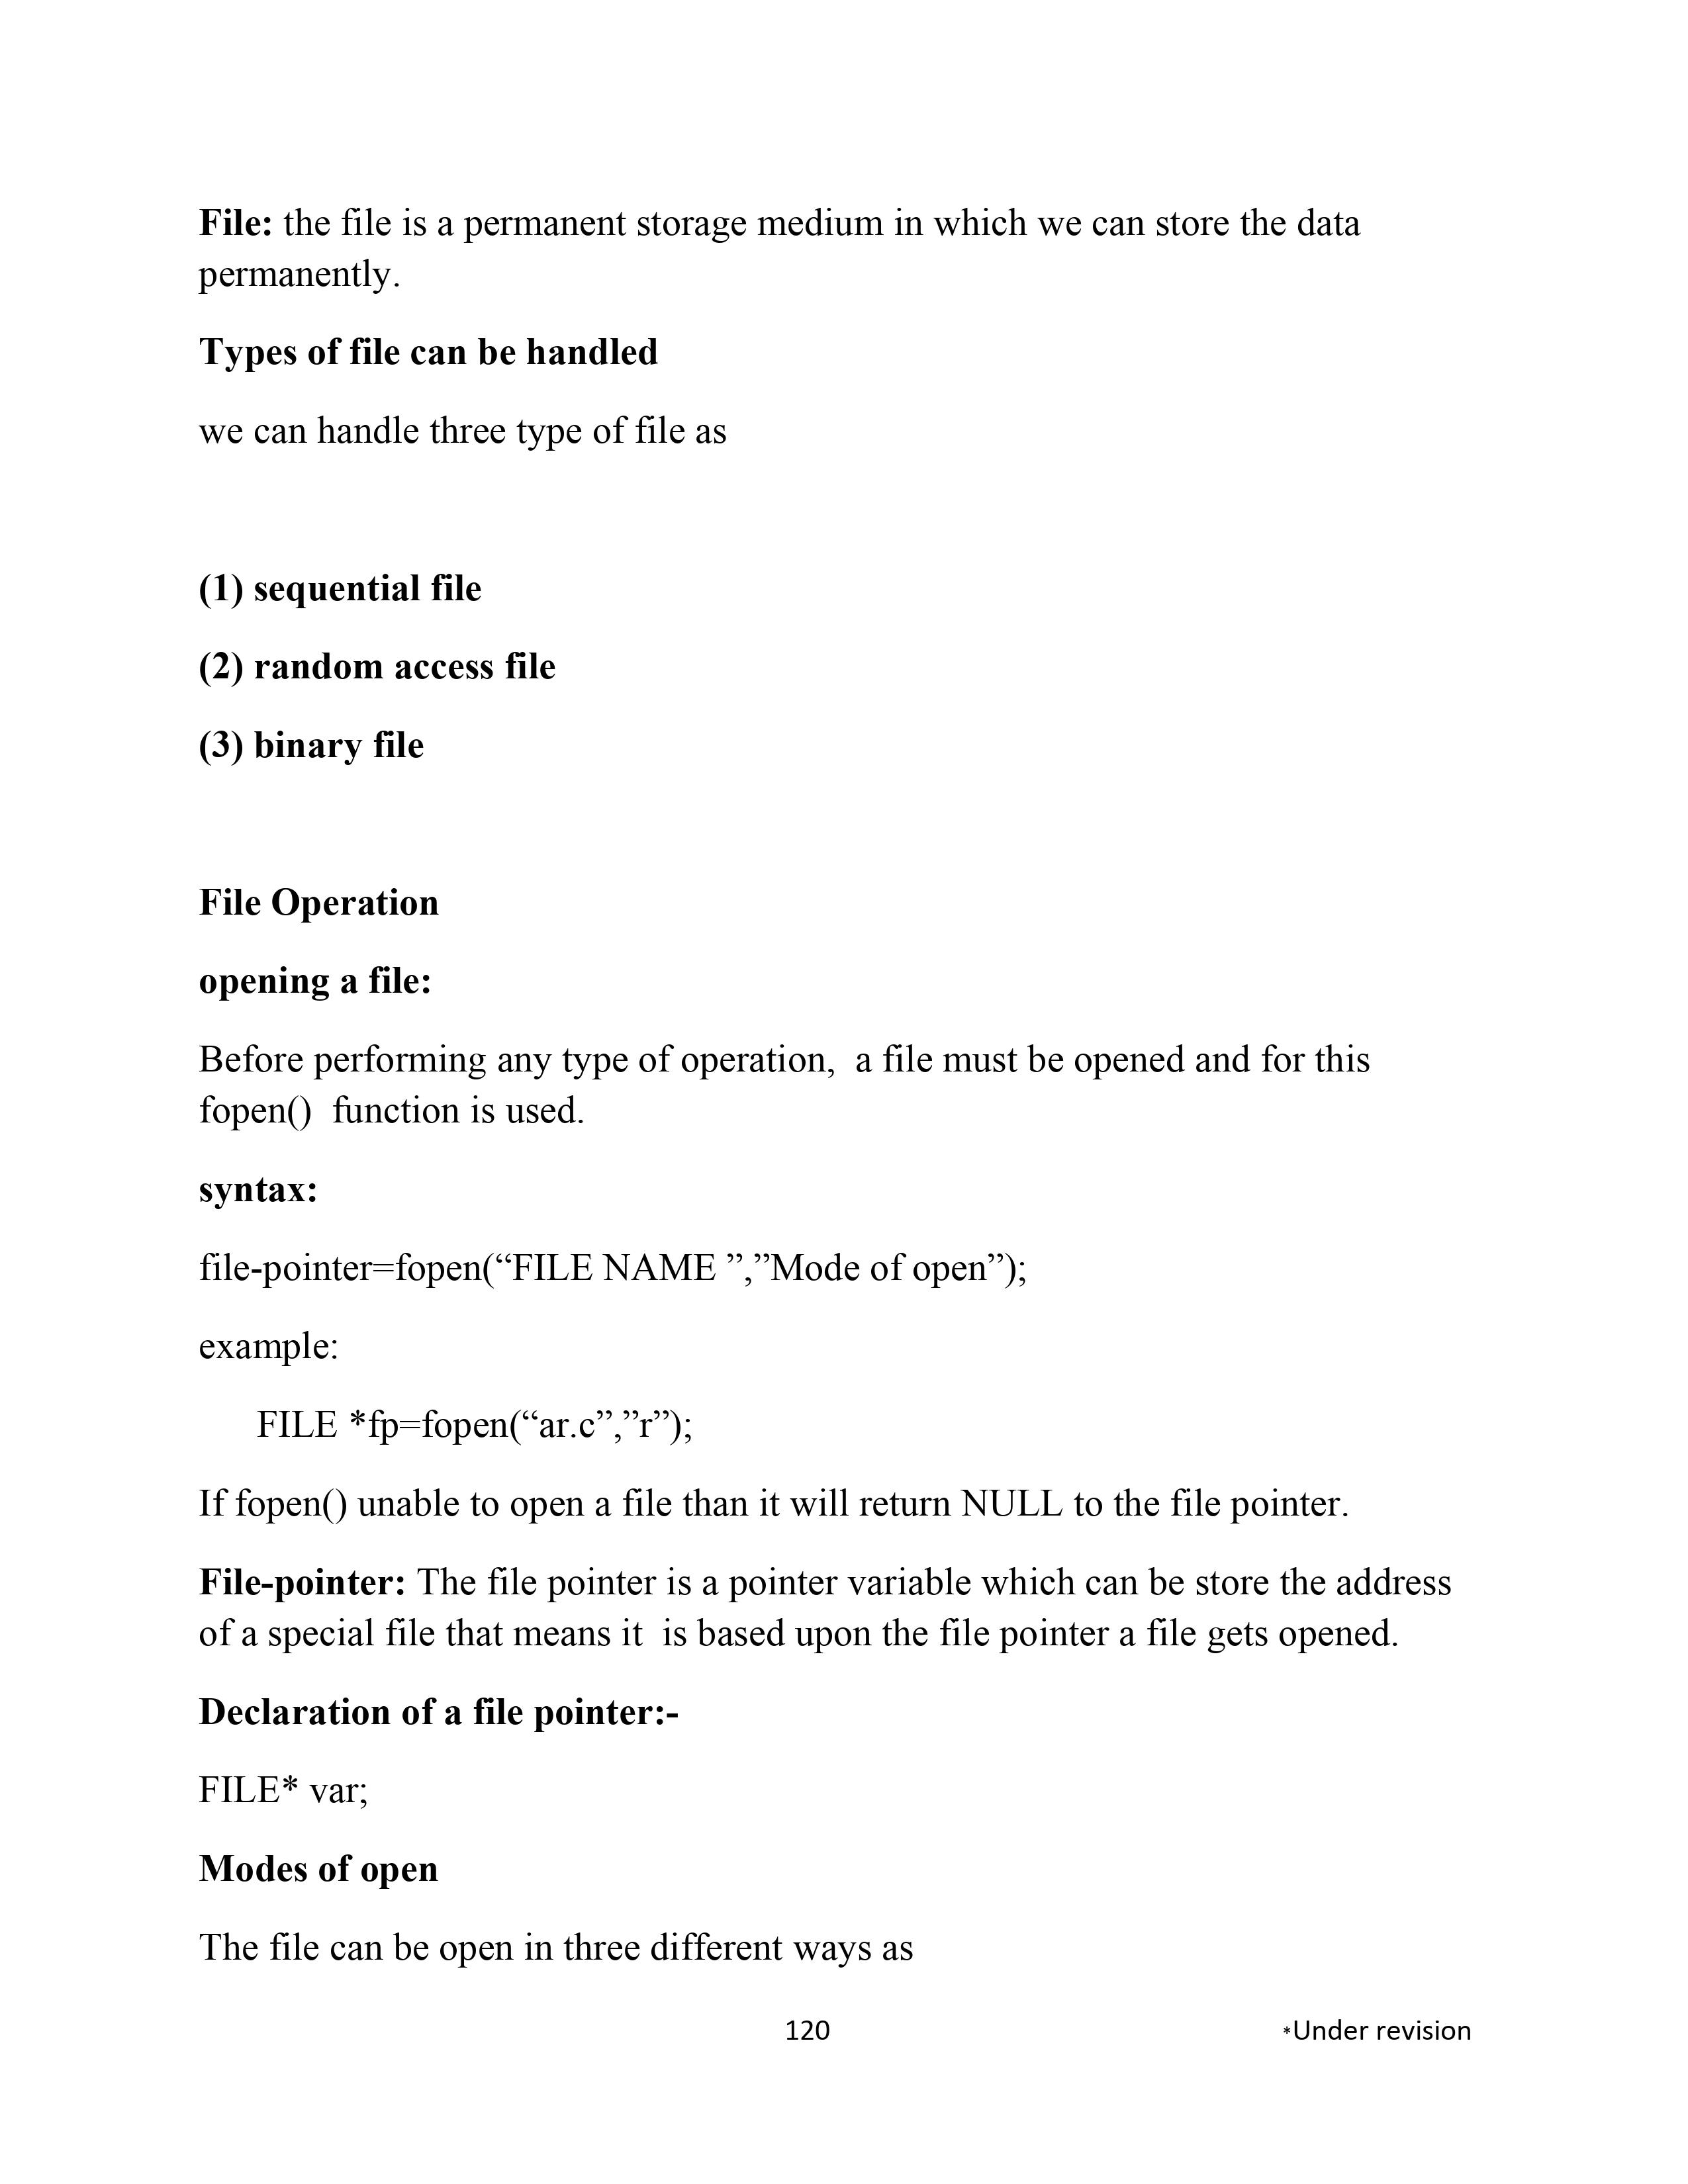 File: the file is a permanent storage medium in which we can store the data
permanently.
Types of file can be handled
we can handle three type of file as
(1) sequential file
(2) random access file
(3) binary file
File Operation
opening a file:
Before performing any type of operation,  a file must be opened and for this
fopen()  function is used.
syntax:
file-pointer=fopen(“FILE NAME ”,”Mode of open”);
example:
FILE *fp=fopen(“ar.c”,”r”);
If fopen() unable to open a file than it will return NULL to the file pointer.
File-pointer: The file pointer is a pointer variable which can be store the address
of a special file that means it  is based upon the file pointer a file gets opened.
Declaration of a file pointer:-
FILE* var;
Modes of open
The file can be open in three different ways as
120
*Under revision